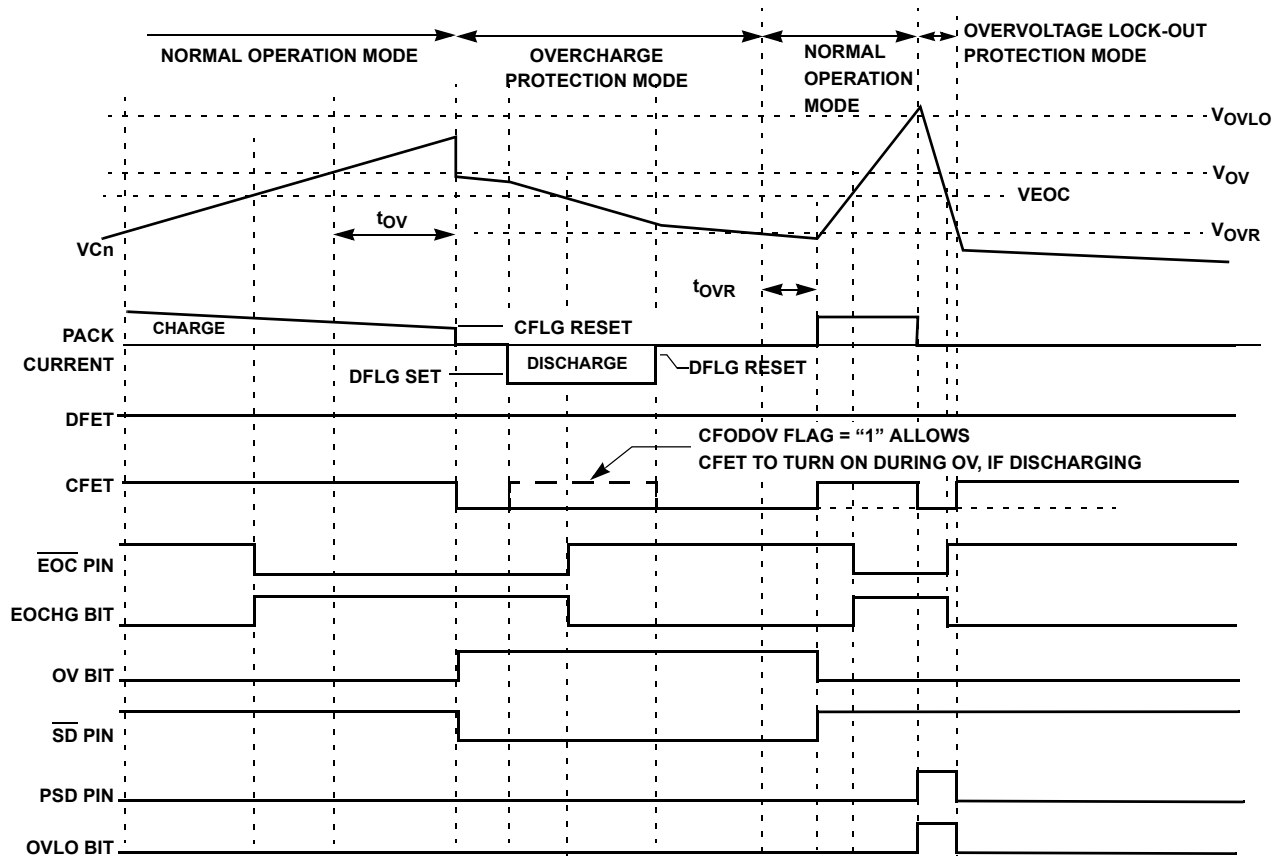 NORMAL OPERATION MODE
OVERCHARGE
PROTECTION MODE
NORMAL
OPERATION
MODE
OVERVOLTAGE LOCK-OUT
PROTECTION MODE
VOVLO
VOV
VEOC
VOVR
VCn
tOV
tOVR
PACK
CURRENT
CHARGE
CFLG RESET
DFLG SET
DISCHARGE
DFLG RESET
DFET
CFODOV FLAG = “1” ALLOWS
CFET TO TURN ON DURING OV, IF DISCHARGING
CFET
EOC PIN
EOCHG BIT
OV BIT
SD PIN
PSD PIN
OVLO BIT